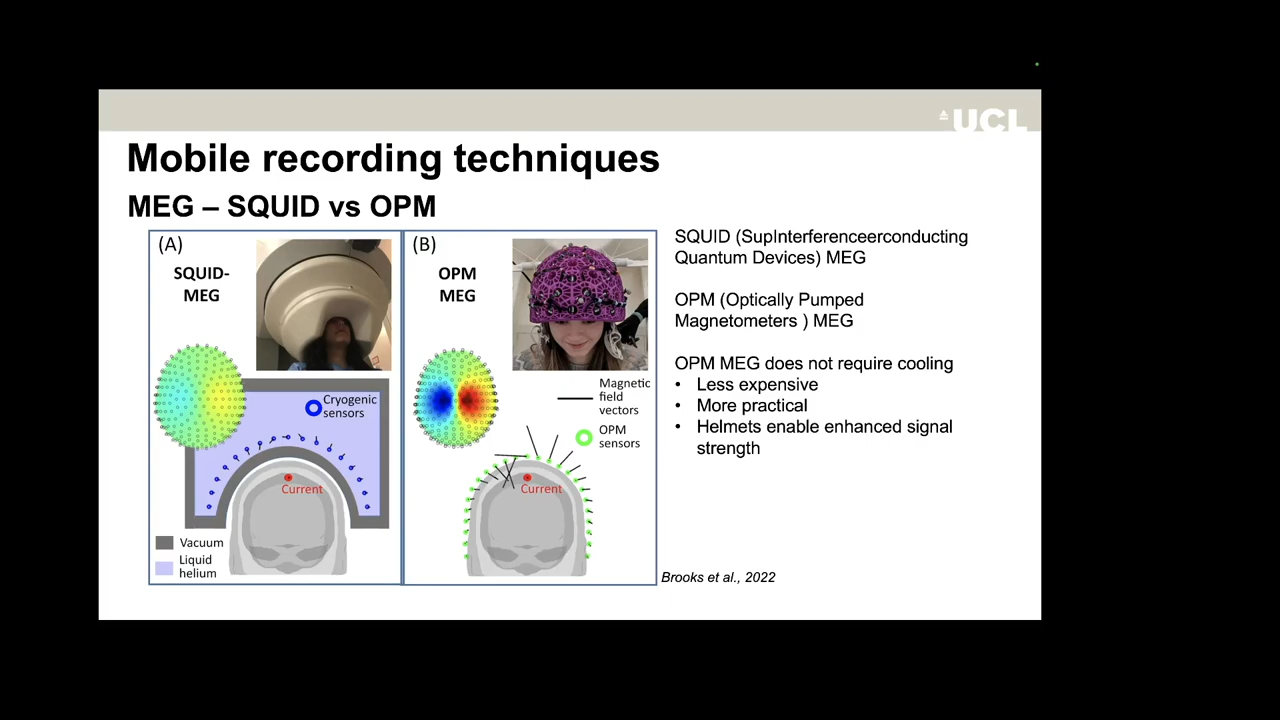 UCL
Mobile recording techniques
MEG – SQUID vs OPM
(A)
SQUID-
MEG
Cryogenic
sensors
Current
Vacuum
Liquid
helium
(B)
OPM
MEG
Magnetic
field
vectors
OPM
sensors
Current
SQUID (SupInterferenceerconducting
Quantum Devices) MEG
OPM (Optically Pumped
Magnetometers ) MEG
OPM MEG does not require cooling
• Less expensive
• More practical
• Helmets enable enhanced signal
strength
Brooks et al., 2022